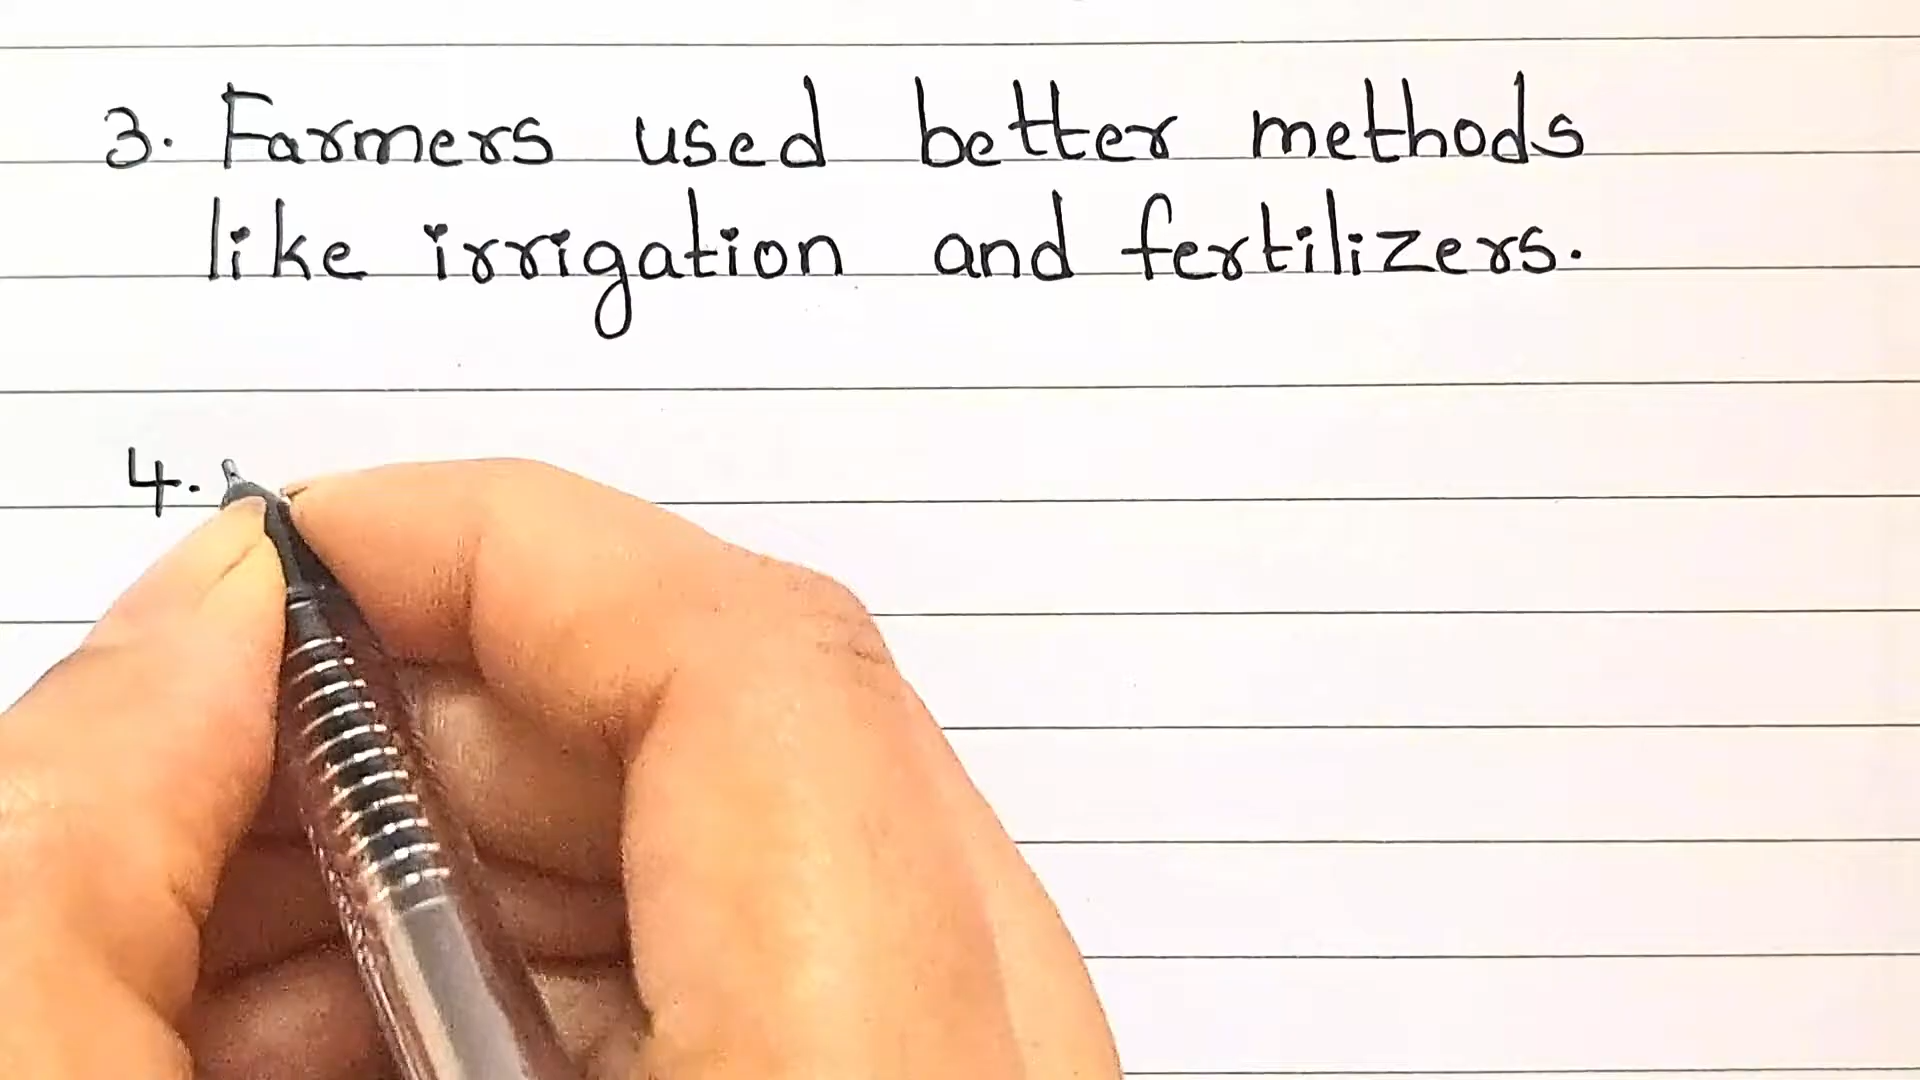 3. Farmers used better methods
like irrigation and fertilizers.
4.